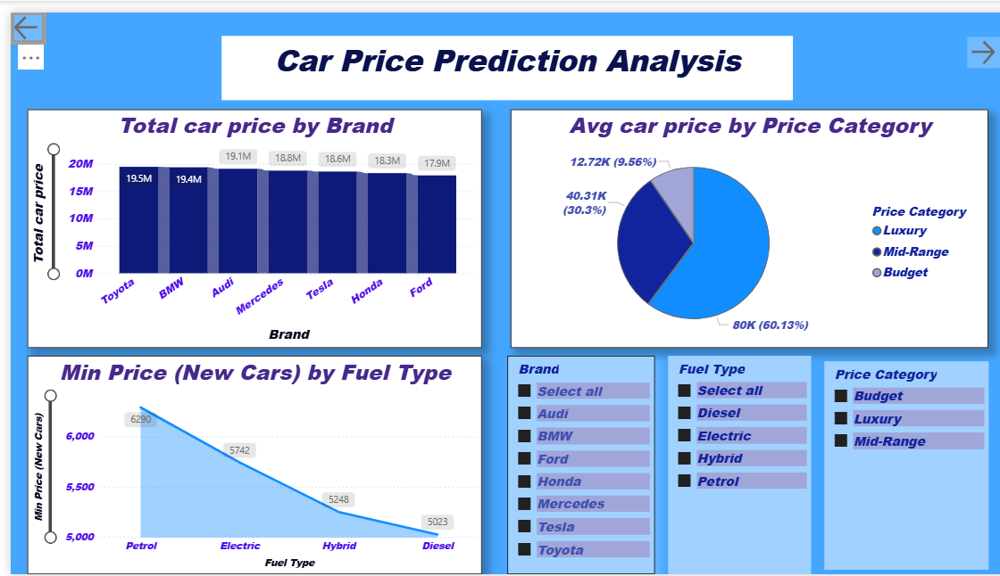 Car Price Prediction Analysis
Total car price by Brand
Total car price
20M
15M
10M
5M
0M
19.5M
19.4M
19.1M
18.8M
18.6M
18.3M
17.9M
Toyota
BMW
Audi
Mercedes
Tesla
Honda
Ford
Brand
Avg car price by Price Category
12.72K (9.56%)
40.31K
(30.3%)
80K (60.13%)
Price Category
Luxury
Mid-Range
Budget
Min Price (New Cars) by Fuel Type
Min Price (New Cars)
6,000
5,500
5,000
6290
5742
5248
5023
Petrol
Electric
Hybrid
Diesel
Fuel Type
Brand
Select all
Audi
BMW
Ford
Honda
Mercedes
Tesla
Toyota
Fuel Type
Select all
Diesel
Electric
Hybrid
Petrol
Price Category
Budget
Luxury
Mid-Range